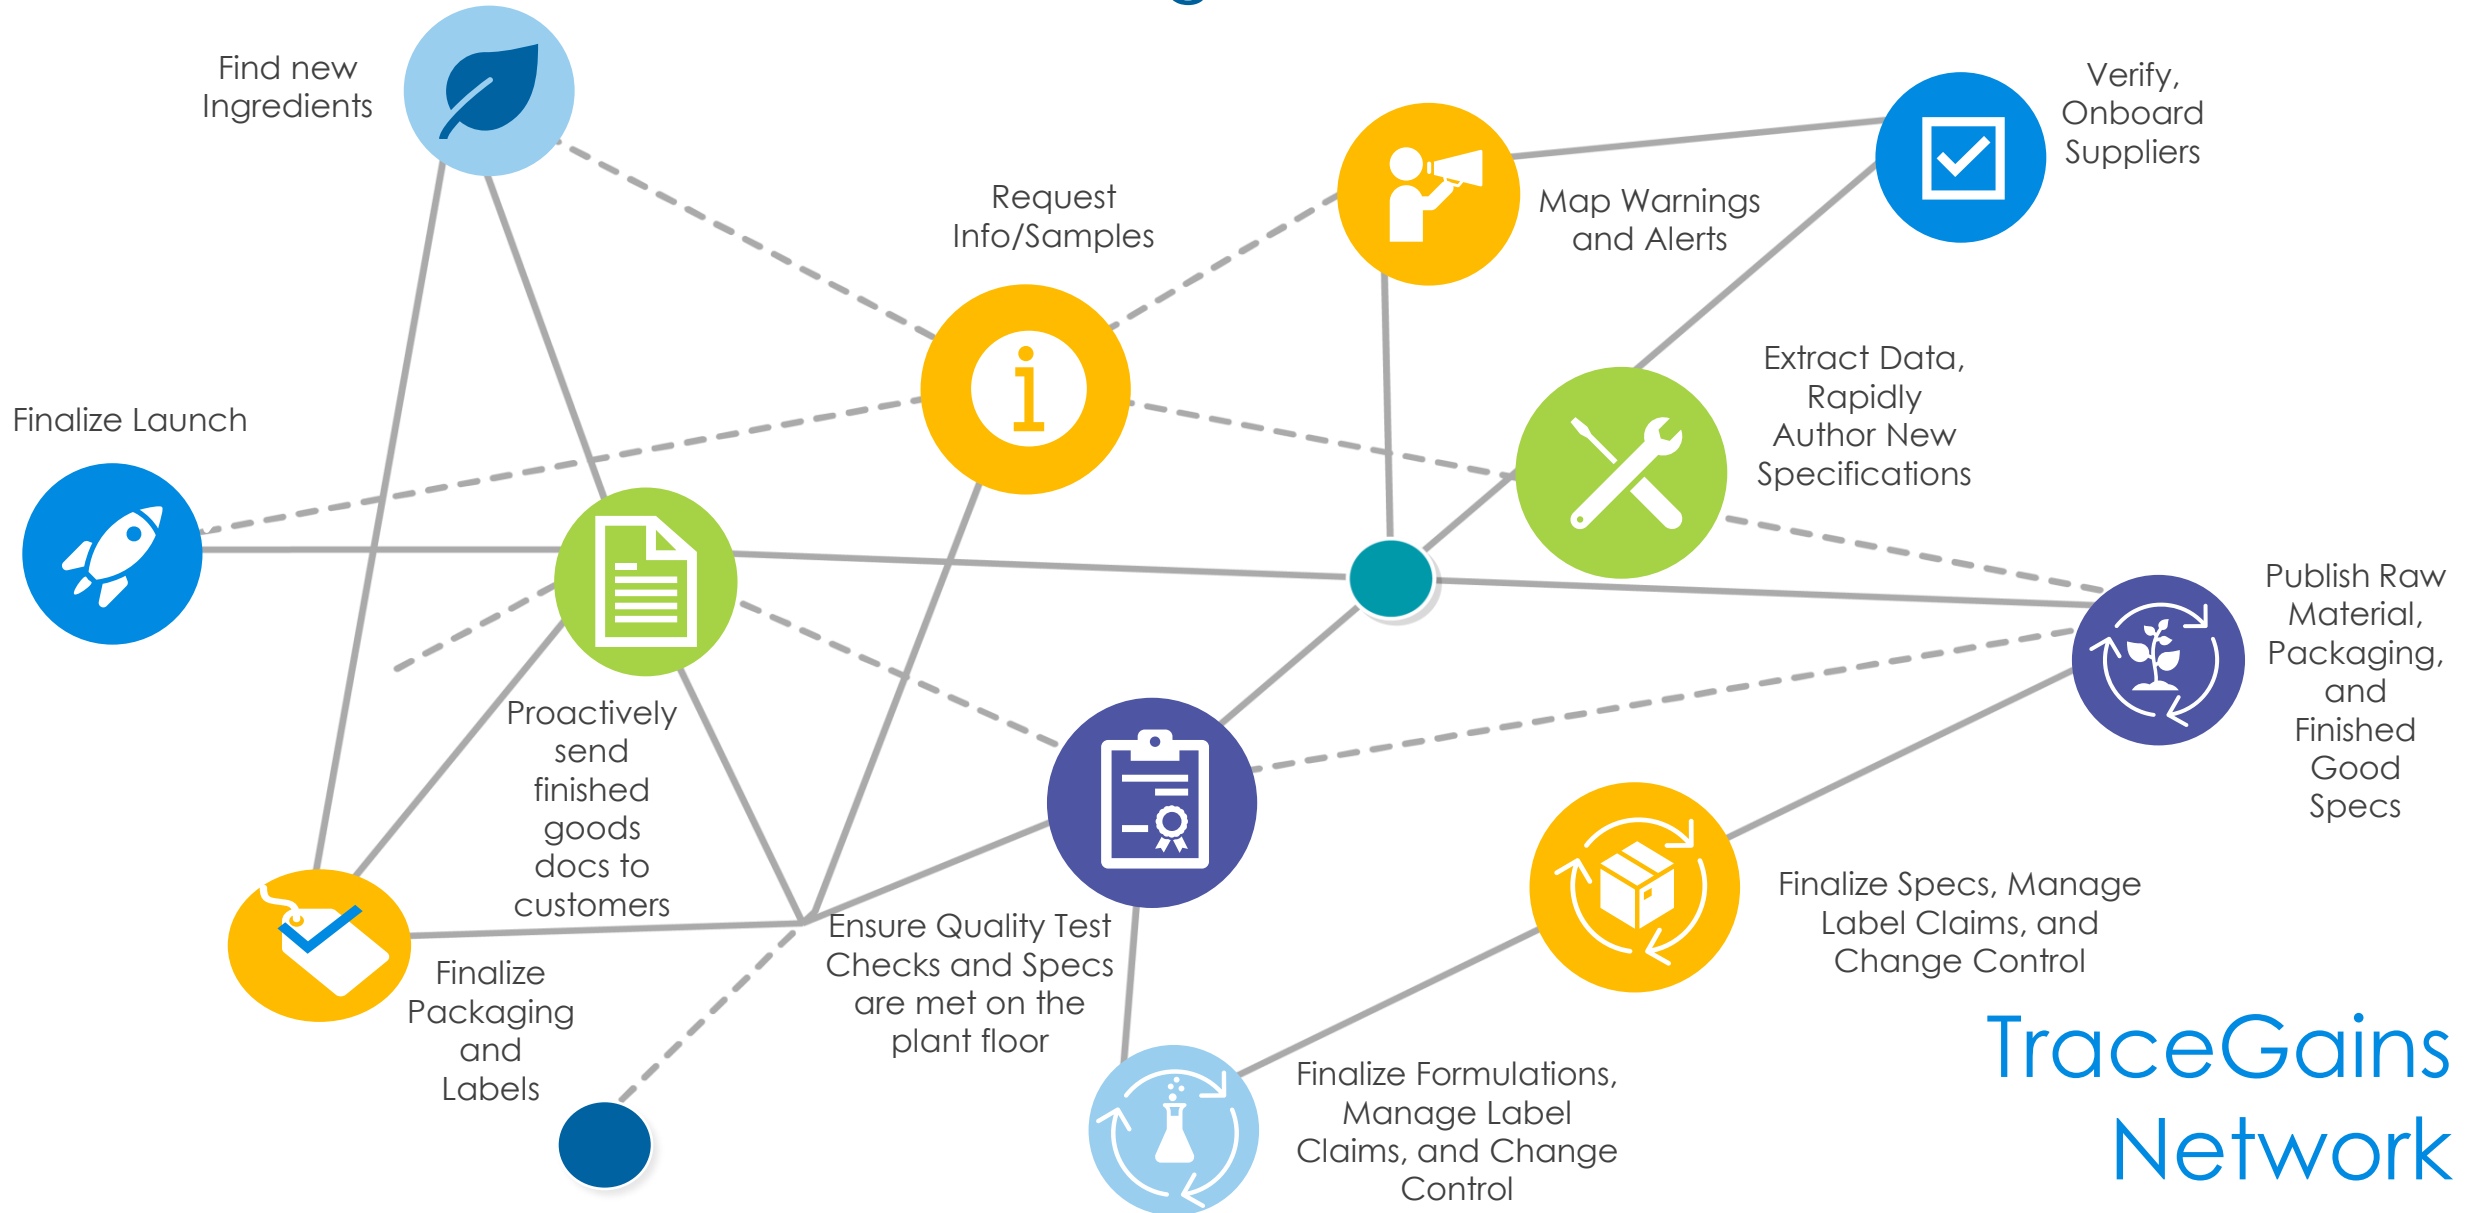 Find new
Ingredients
Request
Info/Samples
Map Warnings
and Alerts
Verify,
Onboard
Suppliers
Finalize Launch
Extract Data,
Rapidly
Author New
Specifications
Publish Raw
Material,
Packaging,
and
Finished
Good
Specs
Proactively
send
finished
goods
docs to
customers
Finalize
Packaging
and
Labels
Ensure Quality Test
Checks and Specs
are met on the
plant floor
Finalize Specs, Manage
Label Claims, and
Change Control
Finalize Formulations,
Manage Label
Claims, and Change
Control
TraceGains
Network